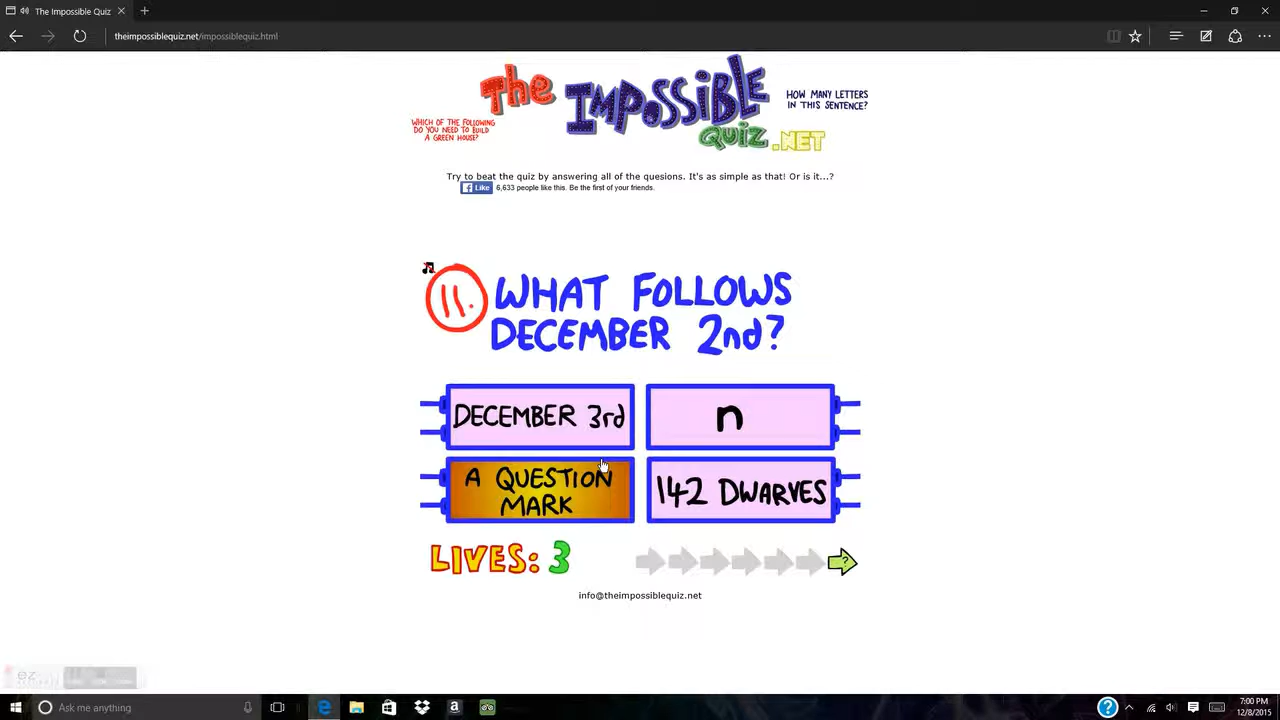 The Impossible Quiz
theimpossiblequiz.net/impossiblequiz.html
The IMPOSSiBLE QUiZ .NET
HOW MANY LETTERS
IN THIS SENTENCE?
WHICH OF THE FOLLOWING
DO YOU NEED TO BUILD
A GREEN HOUSE?
Try to beat the quiz by answering all of the quesions. It's as simple as that! Or is it...?
Like 6,633 people like this. Be the first of your friends.
11. WHAT FOLLOWS
DECEMBER 2nd?
DECEMBER 3rd
n
A QUESTION
MARK
142 DWARVES
LIVES: 3
?
info@theimpossiblequiz.net
ez
Ask me anything
a
?
7:00 PM
12/8/2015